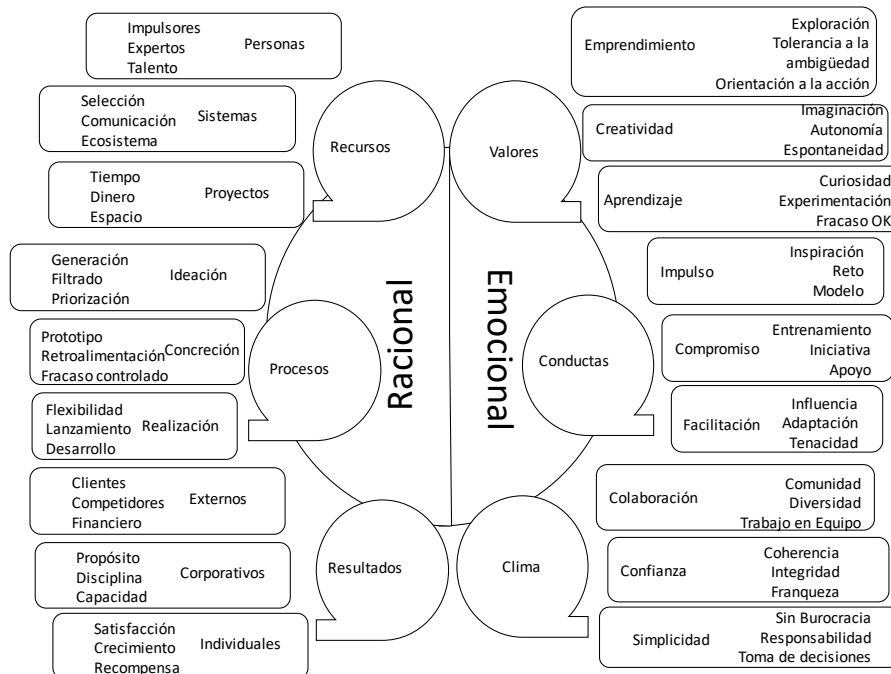 Impulsores
Expertos
Talento
Personas
Selección
Comunicación
Ecosistema
Sistemas
Tiempo
Dinero
Espacio
Proyectos
Generación
Filtrado
Priorización
Ideación
Prototipo
Retroalimentación
Fracaso controlado
Concreción
Flexibilidad
Lanzamiento
Desarrollo
Realización
Clientes
Competidores
Financiero
Externos
Propósito
Disciplina
Capacidad
Corporativos
Satisfacción
Crecimiento
Recompensa
Individuales
Recursos
Procesos
Resultados
Racional
Emocional
Valores
Conductas
Clima
Emprendimiento
Exploración
Tolerancia a la
ambigüedad
Orientación a la acción
Creatividad
Imaginación
Autonomía
Espontaneidad
Aprendizaje
Curiosidad
Experimentación
Fracaso OK
Impulso
Inspiración
Reto
Modelo
Compromiso
Entrenamiento
Iniciativa
Apoyo
Facilitación
Influencia
Adaptación
Tenacidad
Colaboración
Comunidad
Diversidad
Trabajo en Equipo
Confianza
Coherencia
Integridad
Franqueza
Simplicidad
Sin Burocracia
Responsabilidad
Toma de decisiones